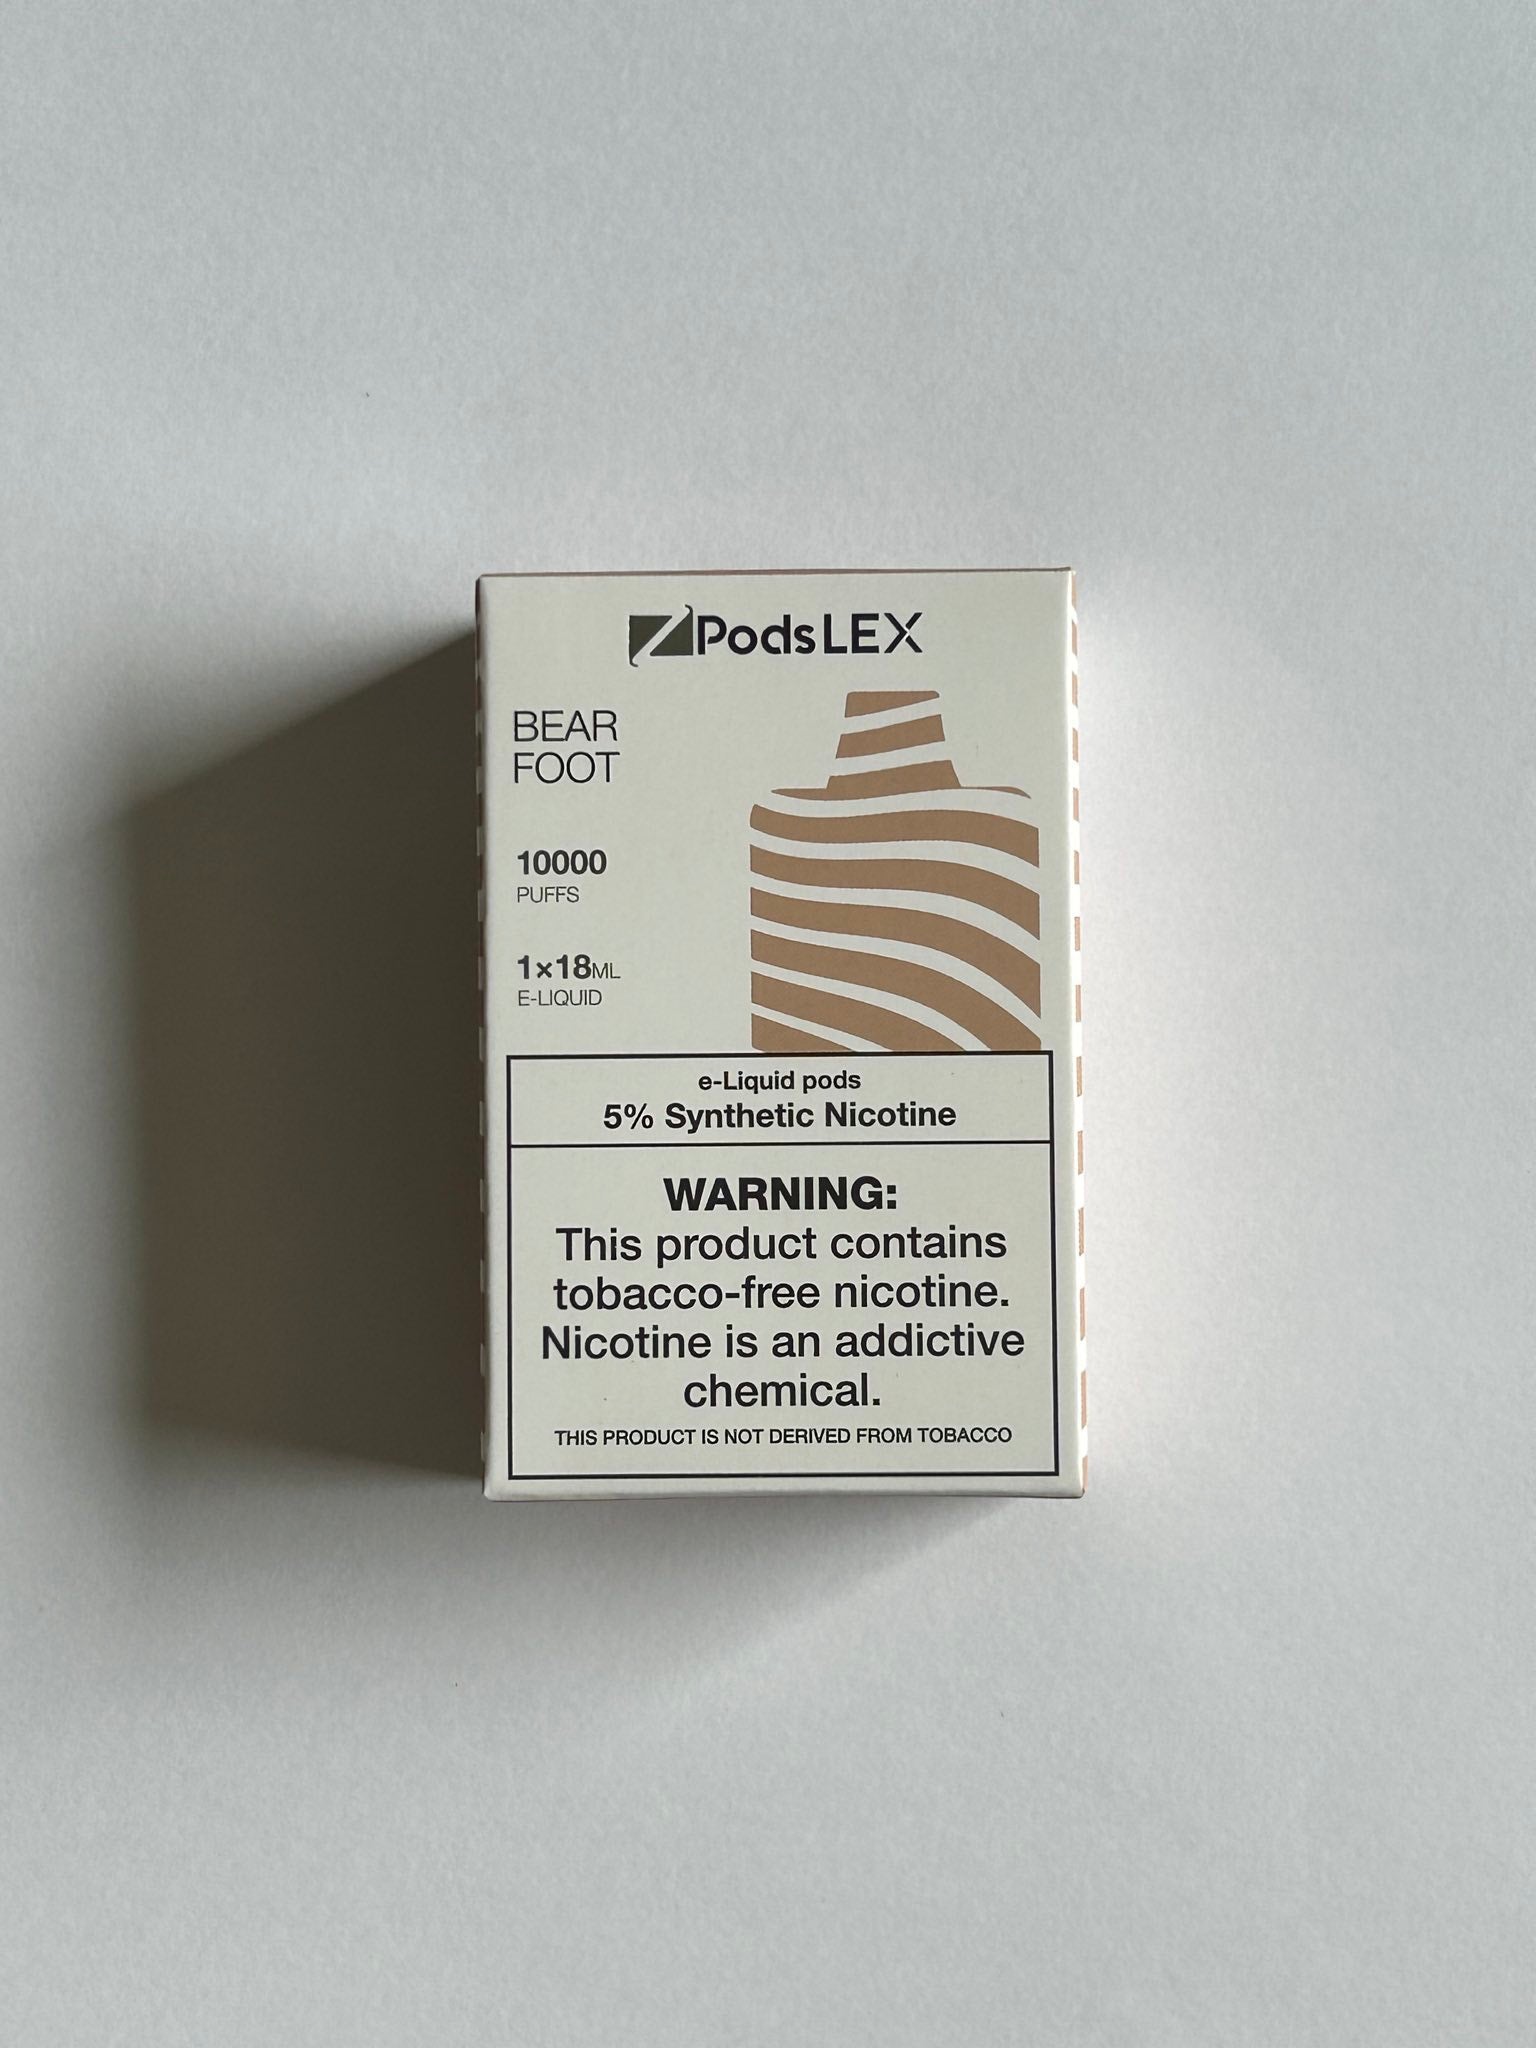 PodsLEX
BEAR
FOOT
10000
PUFFS
1×18ML
E-LIQUID
e-Liquid pods
5% Synthetic Nicotine
WARNING:
This product contains
tobacco-free nicotine.
Nicotine is an addictive
chemical.
THIS PRODUCT IS NOT DERIVED FROM TOBACCO